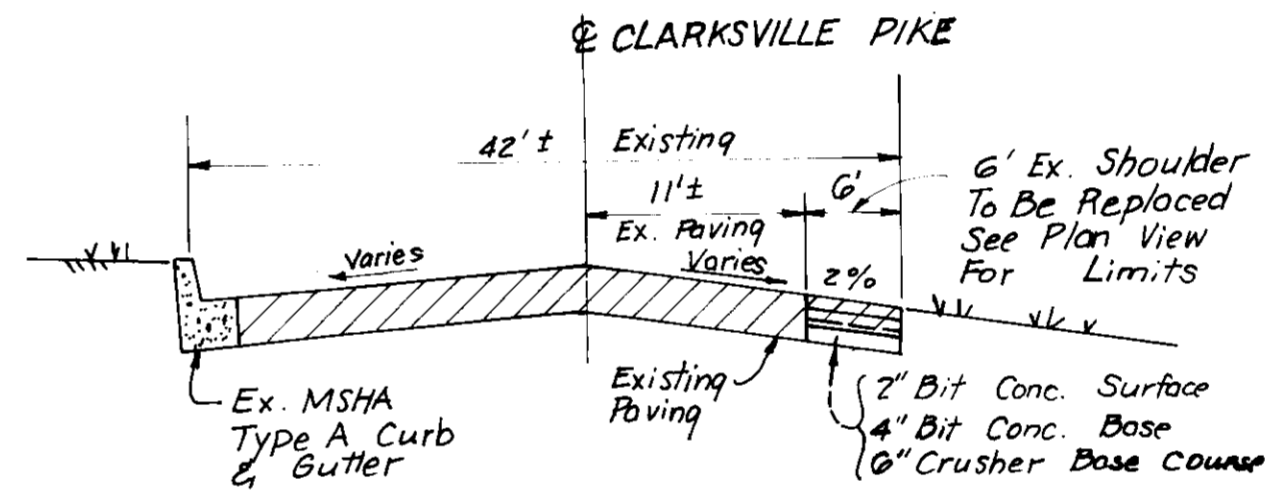 ℄ CLARKSVILLE PIKE
42' ± Existing
11'±
6'
Ex. Paving
Varies
Varies
2%
6' Ex. Shoulder
To Be Replaced
See Plan View
For Limits
Ex. MSHA
Type A Curb
& Gutter
Existing
Paving
2" Bit Conc. Surface
4" Bit Conc. Base
6" Crusher Base Course